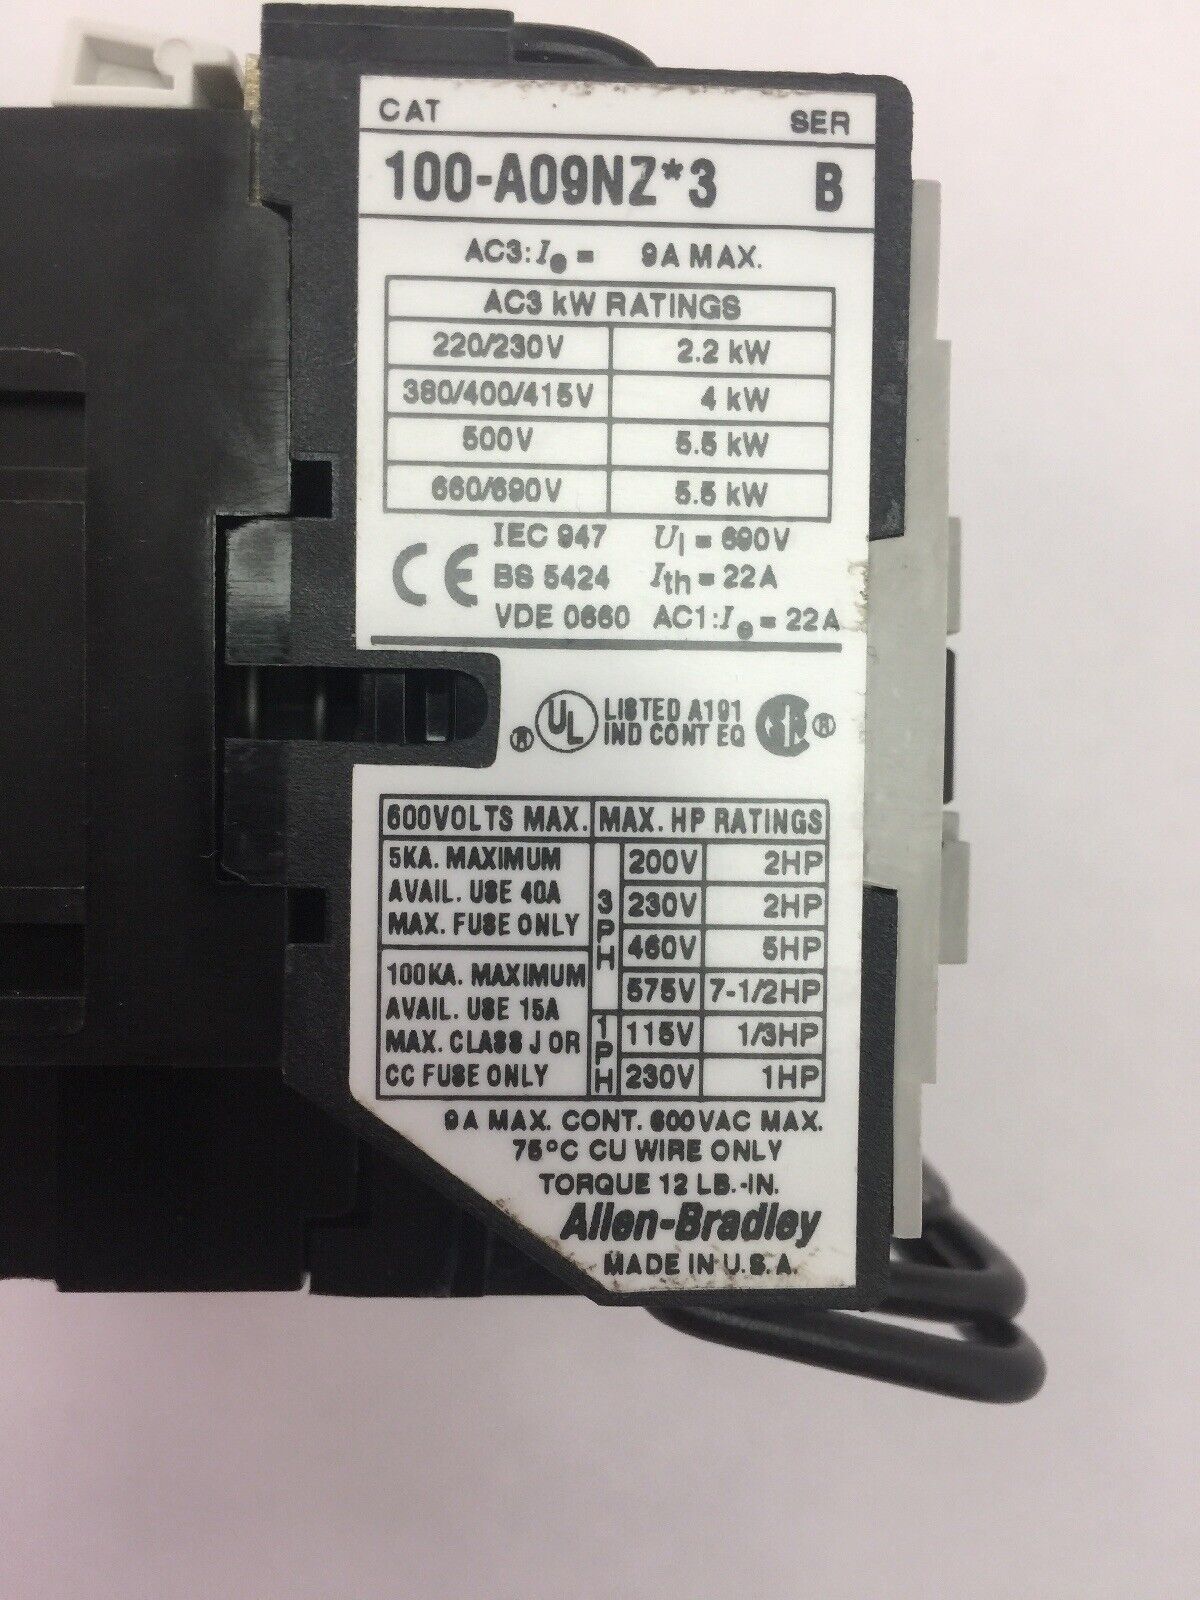 CAT SER
100-A09NZ*3 B
AC3: Ie = 9A MAX.
AC3 kW RATINGS
220/230V 2.2 kW
380/400/415V 4 kW
500V 5.5 kW
660/690V 5.5 kW
CE
IEC 947 Ui = 690V
BS 5424 Ith = 22A
VDE 0660 AC1: Ie = 22A
® UL LISTED A191 ®
IND CONT EQ
600VOLTS MAX. MAX. HP RATINGS
5KA. MAXIMUM
AVAIL. USE 40A
MAX. FUSE ONLY
100KA. MAXIMUM
AVAIL. USE 15A
MAX. CLASS J OR
CC FUSE ONLY
3PH
200V 2HP
230V 2HP
460V 5HP
575V 7-1/2HP
1PH
115V 1/3HP
230V 1HP
9A MAX. CONT. 600VAC MAX.
75°C CU WIRE ONLY
TORQUE 12 LB.-IN.
Allen-Bradley
MADE IN U.S.A.